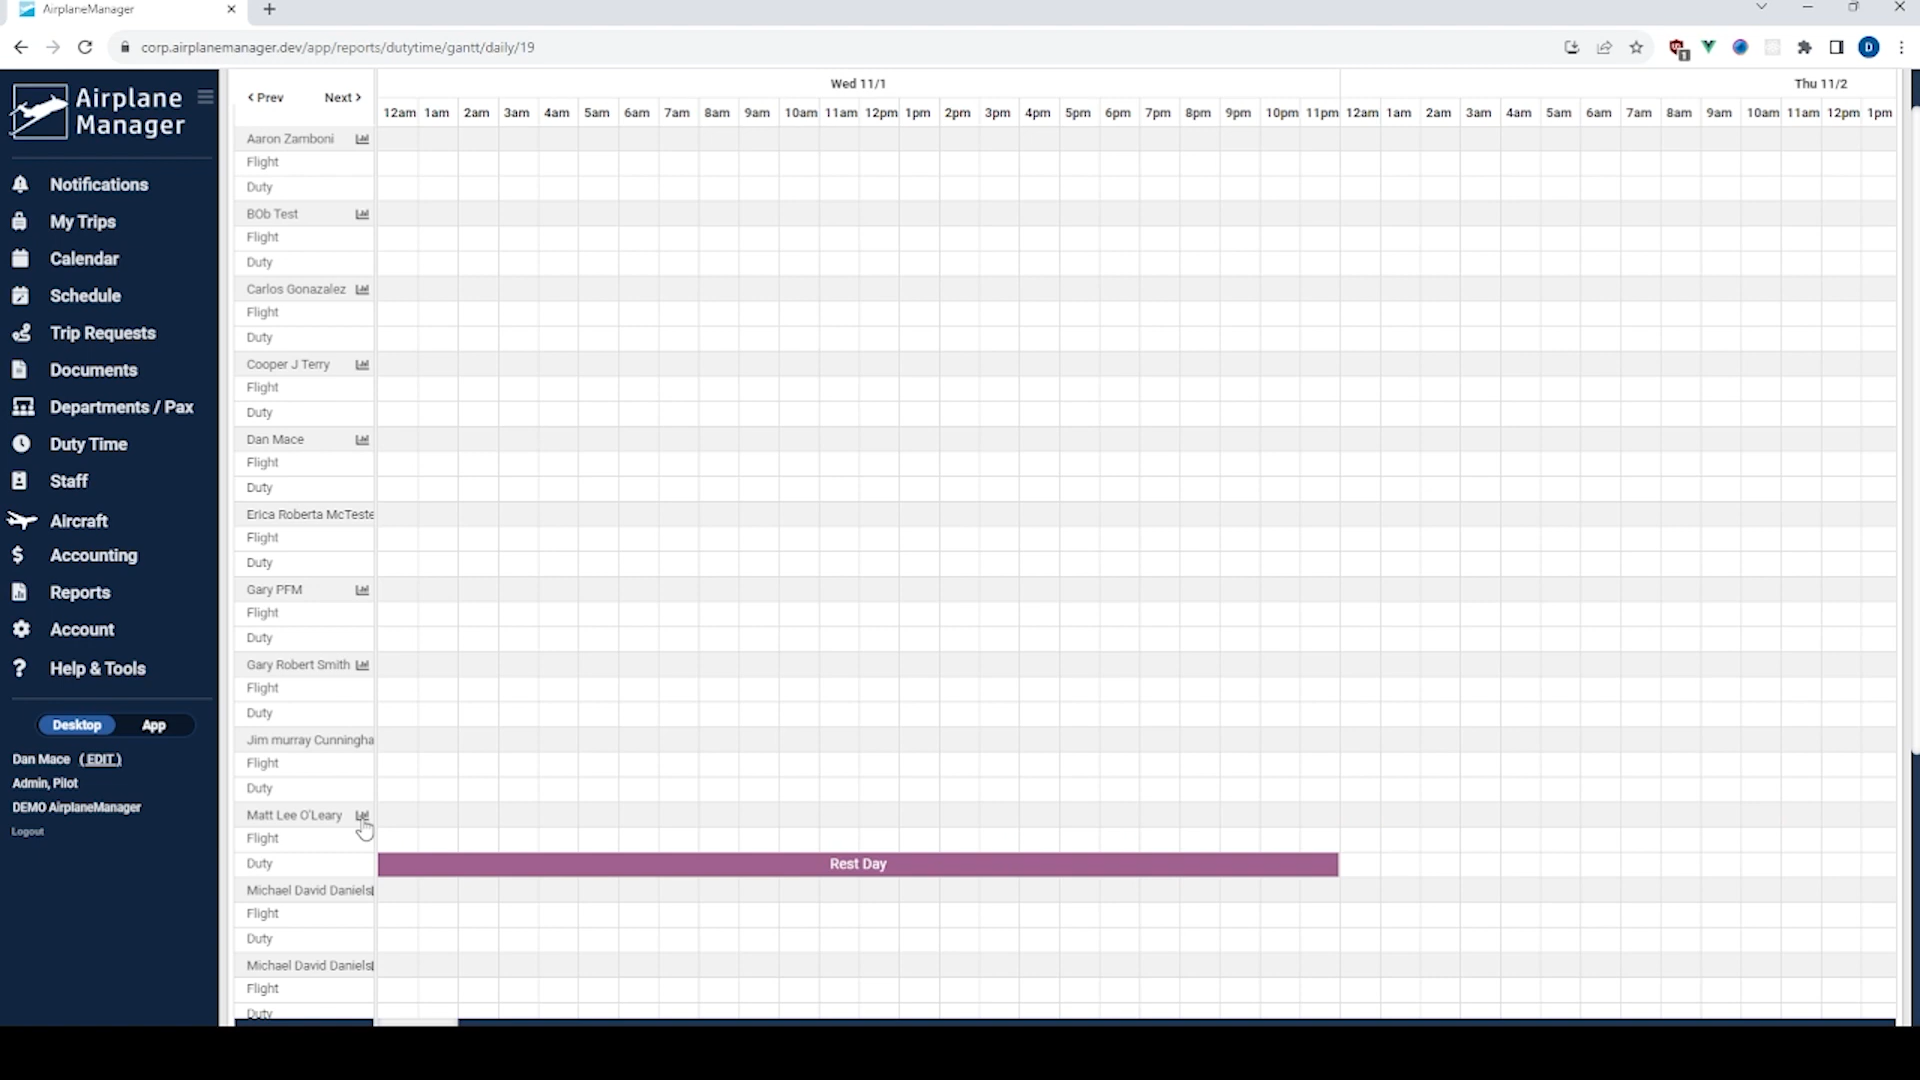 AirplaneManager
corp.airplanemanager.dev/app/reports/dutytime/gantt/daily/19
1
D
Airplane
Manager
Notifications
My Trips
Calendar
Schedule
Trip Requests
Documents
Departments / Pax
Duty Time
Staff
Aircraft
Accounting
Reports
Account
Help & Tools
Desktop App
Dan Mace (EDIT)
Admin, Pilot
DEMO AirplaneManager
Logout
< Prev Next >
Wed 11/1 Thu 11/2
12am 1am 2am 3am 4am 5am 6am 7am 8am 9am 10am 11am 12pm 1pm 2pm 3pm 4pm 5pm 6pm 7pm 8pm 9pm 10pm 11pm 12am 1am 2am 3am 4am 5am 6am 7am 8am 9am 10am 11am 12pm 1pm
Aaron Zamboni
Flight
Duty
BOb Test
Flight
Duty
Carlos Gonazalez
Flight
Duty
Cooper J Terry
Flight
Duty
Dan Mace
Flight
Duty
Erica Roberta McTeste
Flight
Duty
Gary PFM
Flight
Duty
Gary Robert Smith
Flight
Duty
Jim murray Cunningha
Flight
Duty
Matt Lee O'Leary
Flight
Duty Rest Day
Michael David Daniels
Flight
Duty
Michael David Daniels
Flight
Duty